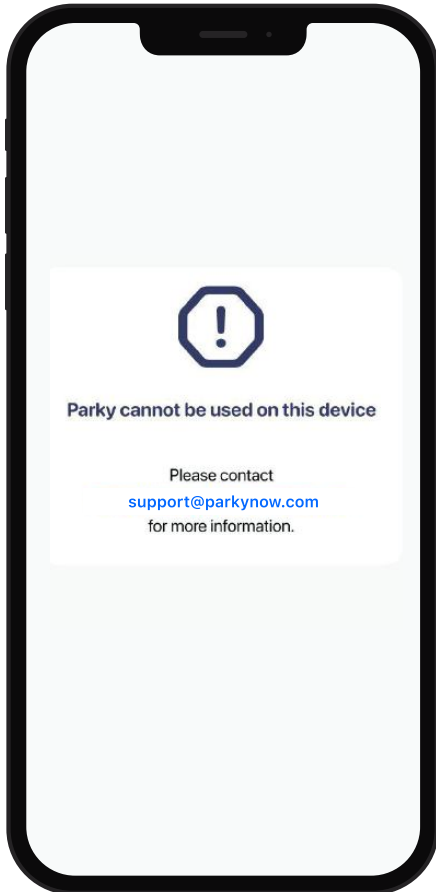 Parky cannot be used on this device
Please contact
support@parkynow.com
for more information.